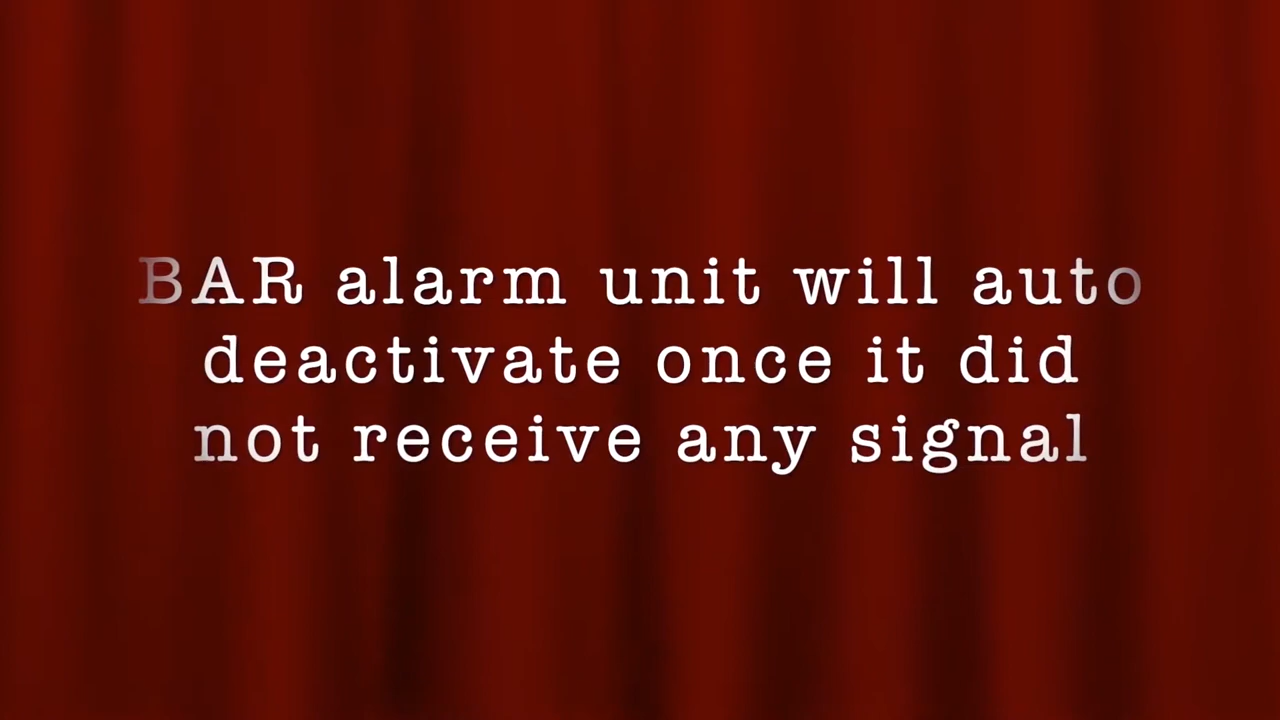 BAR alarm unit will auto
deactivate once it did
not receive any signal